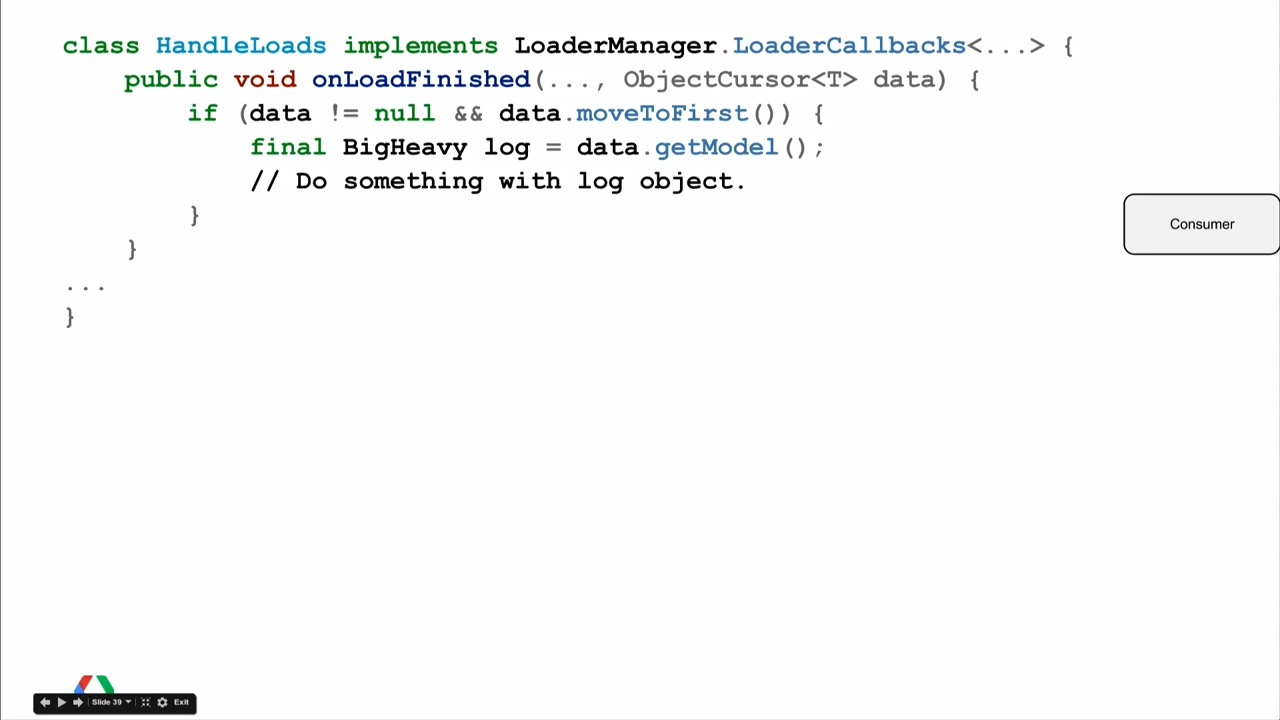 class HandleLoads implements LoaderManager.LoaderCallbacks<...> {
public void onLoadFinished(..., ObjectCursor<T> data) {
if (data != null && data.moveToFirst()) {
final BigHeavy log = data.getModel();
// Do something with log object.
}
}
...
}
Consumer
Slide 39
Exit